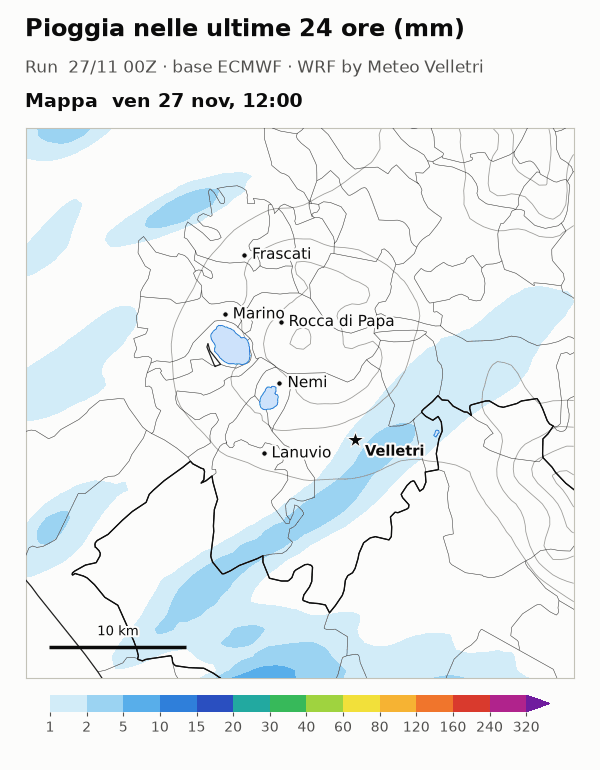 Pioggia nelle ultime 24 ore (mm)
Run  27/11 00Z · base ECMWF · WRF by Meteo Velletri
Mappa  ven 27 nov, 12:00
Frascati
Marino
Rocca di Papa
Nemi
Velletri
Lanuvio
10 km
1 2 5 10 15 20 30 40 60 80 120 160 240 320